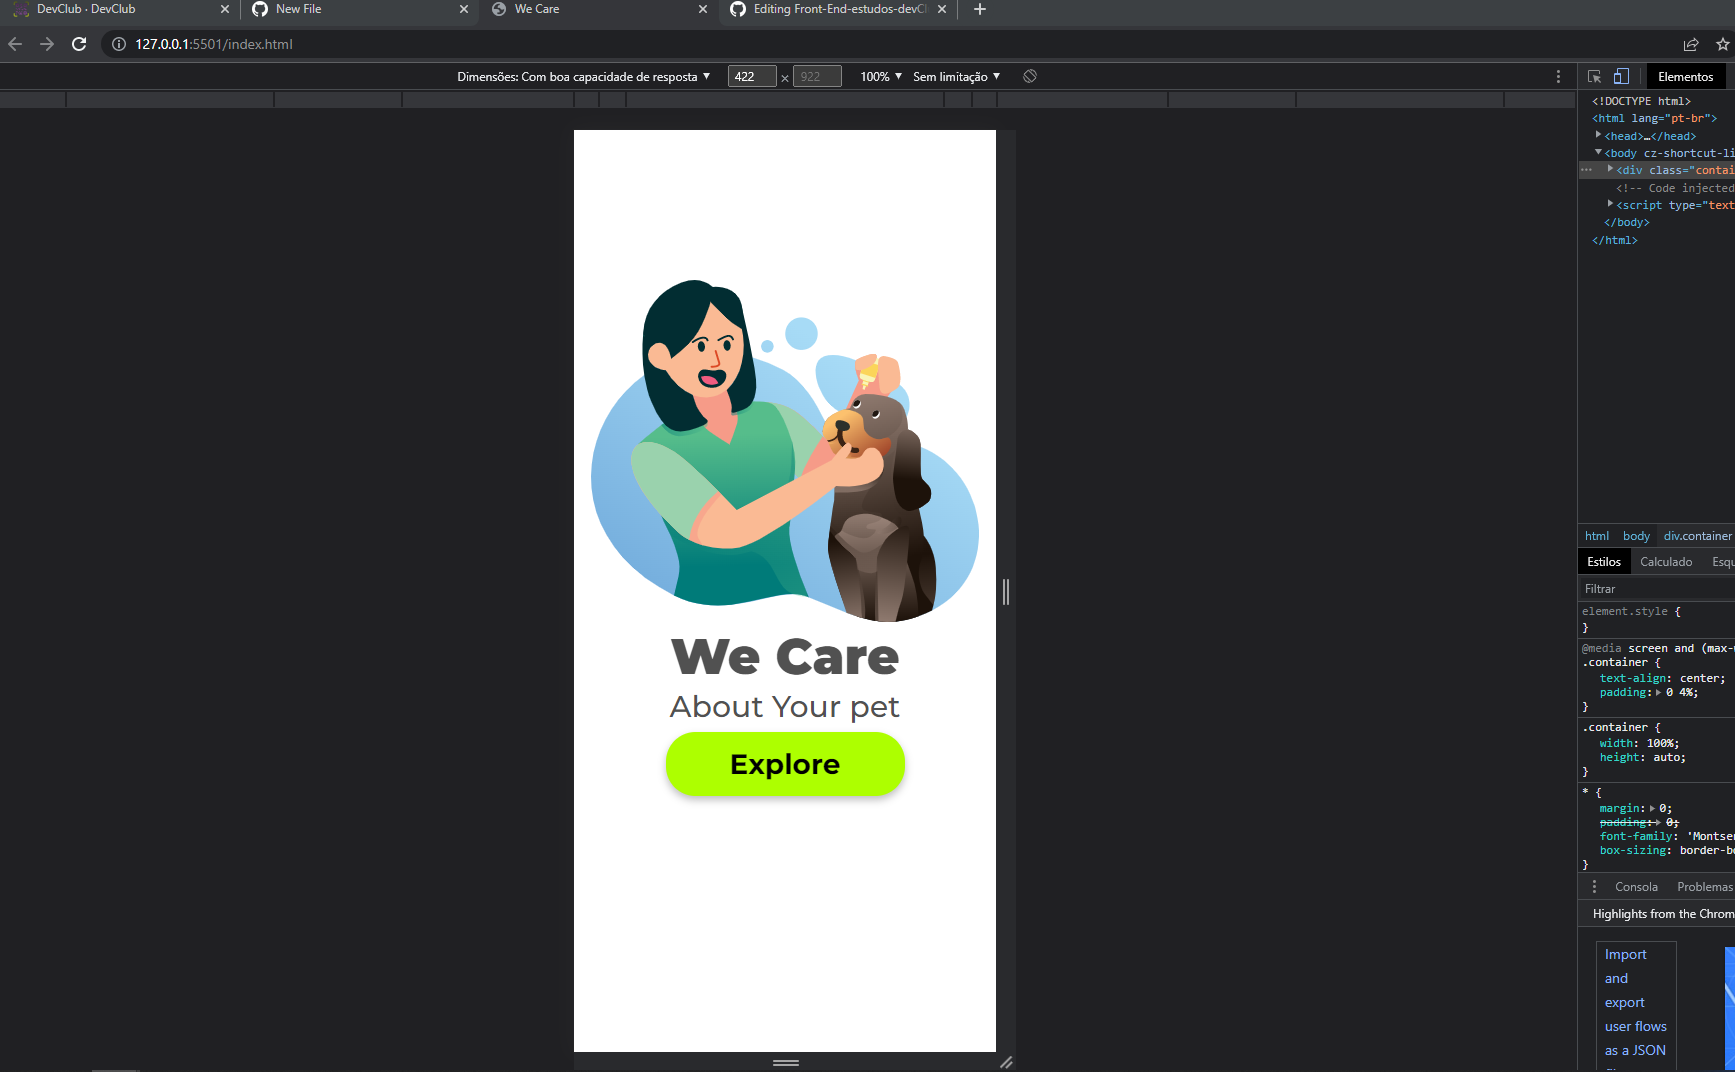 DevClub · DevClub
New File
We Care
Editing Front-End-estudos-devCl
127.0.0.1:5501/index.html
Dimensões: Com boa capacidade de resposta
422 × 922
100%
Sem limitação
Elementos
<!DOCTYPE html>
<html lang="pt-br">
<head>…</head>
<body cz-shortcut-li
<div class="contai
<!-- Code injected
<script type="text
</body>
</html>
We Care
About Your pet
Explore
html body div.container
Estilos Calculado Esqu
Filtrar
element.style {
}
@media screen and (max-
.container {
text-align: center;
padding: 0 4%;
}
.container {
width: 100%;
height: auto;
}
* {
margin: 0;
padding: 0;
font-family: 'Montser
box-sizing: border-bo
}
Consola Problemas
Highlights from the Chrom
Import
and
export
user flows
as a JSON